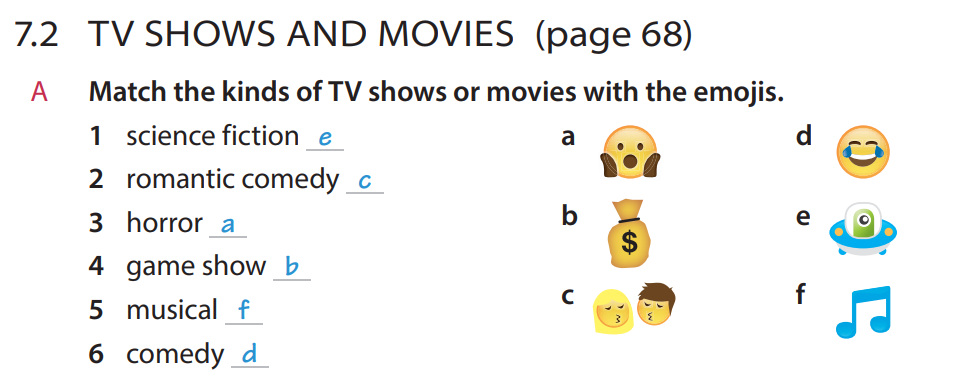 7.2 TV SHOWS AND MOVIES (page 68)
A Match the kinds of TV shows or movies with the emojis.
1 science fiction e
2 romantic comedy c
3 horror a
4 game show b
5 musical f
6 comedy d
a
b $
c
d
e
f